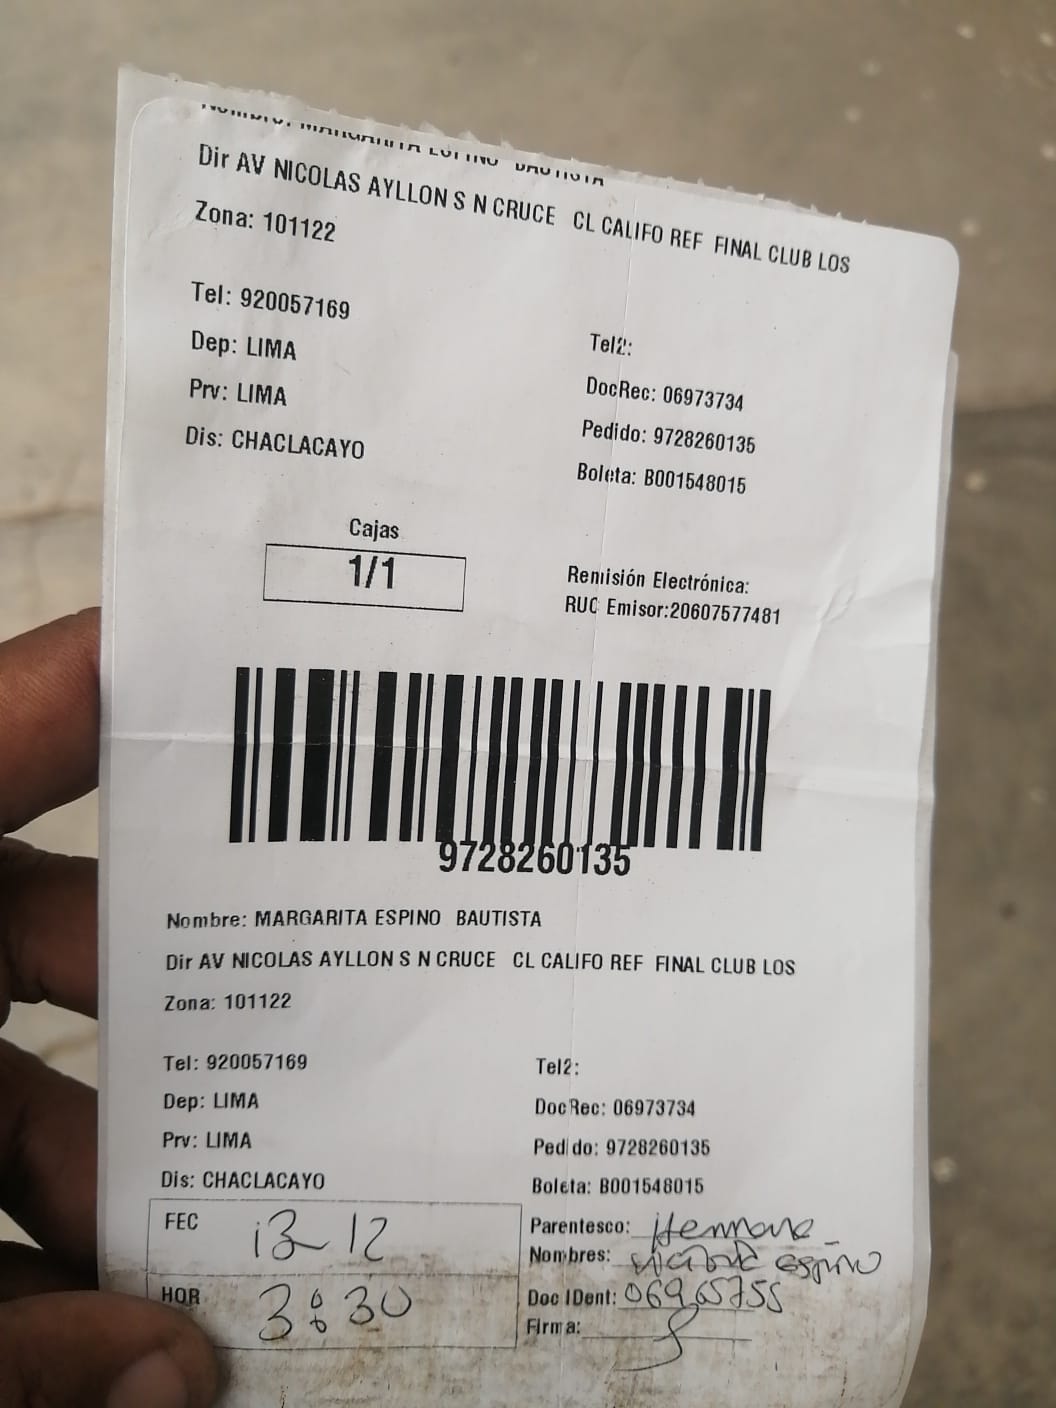 Nombre: MARGARITA ESPINO BAUTISTA
Dir AV NICOLAS AYLLON S N CRUCE CL CALIFO REF FINAL CLUB LOS
Zona: 101122
Tel: 920057169
Tel2:
Dep: LIMA
DocRec: 06973734
Prv: LIMA
Pedido: 9728260135
Dis: CHACLACAYO
Boleta: B001548015
Cajas
1/1
Remisión Electrónica:
RUC Emisor:20607577481
9728260135
Nombre: MARGARITA ESPINO BAUTISTA
Dir AV NICOLAS AYLLON S N CRUCE CL CALIFO REF FINAL CLUB LOS
Zona: 101122
Tel: 920057169
Tel2:
Dep: LIMA
DocRec: 06973734
Prv: LIMA
Pedido: 9728260135
Dis: CHACLACAYO
Boleta: B001548015
FEC 13-12
Parentesco: Hermana
Nombres: Espino
HOR 3:30
Doc IDent: 06965755
Firma: